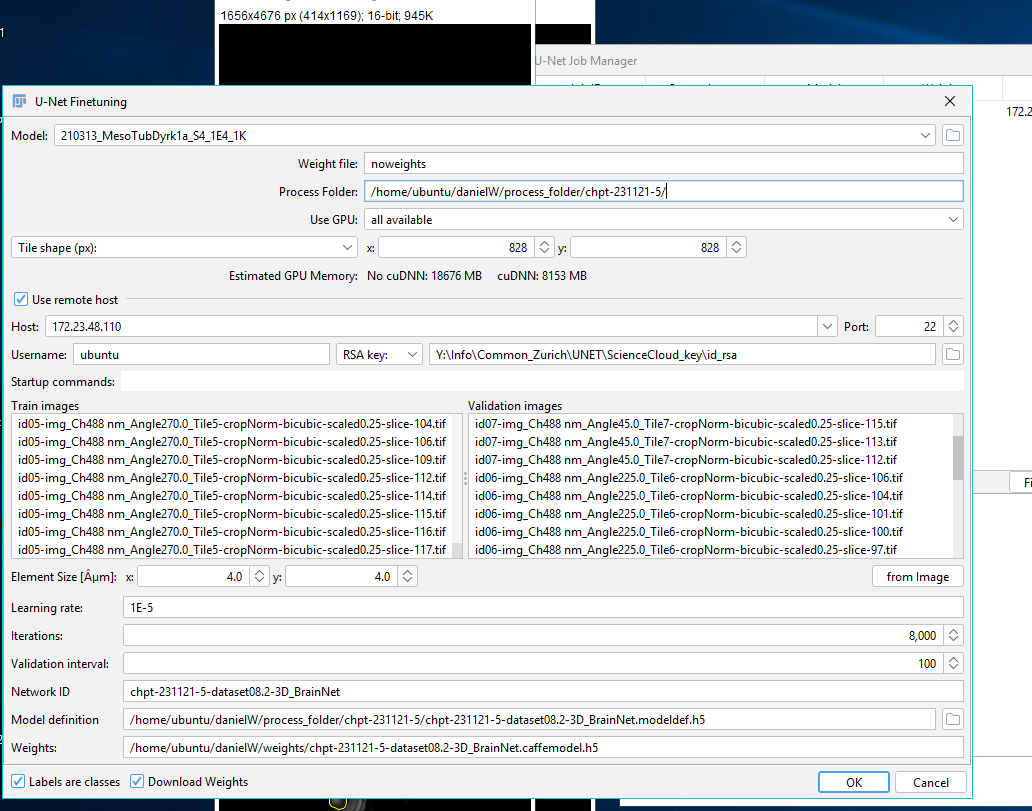 1656x4676 px (414x1169); 16-bit; 945K
U-Net Job Manager
172.2
U-Net Finetuning
Model: 210313_MesoTubDyrk1a_S4_1E4_1K
Weight file: noweights
Process Folder: /home/ubuntu/danielW/process_folder/chpt-231121-5/
Use GPU: all available
Tile shape (px): x: 828 y: 828
Estimated GPU Memory: No cuDNN: 18676 MB cuDNN: 8153 MB
Use remote host
Host: 172.23.48.110 Port: 22
Username: ubuntu RSA key: Y:\Info\Common_Zurich\UNET\ScienceCloud_key\id_rsa
Startup commands:
Train images
id05-img_Ch488 nm_Angle270.0_Tile5-cropNorm-bicubic-scaled0.25-slice-104.tif
id05-img_Ch488 nm_Angle270.0_Tile5-cropNorm-bicubic-scaled0.25-slice-106.tif
id05-img_Ch488 nm_Angle270.0_Tile5-cropNorm-bicubic-scaled0.25-slice-109.tif
id05-img_Ch488 nm_Angle270.0_Tile5-cropNorm-bicubic-scaled0.25-slice-112.tif
id05-img_Ch488 nm_Angle270.0_Tile5-cropNorm-bicubic-scaled0.25-slice-114.tif
id05-img_Ch488 nm_Angle270.0_Tile5-cropNorm-bicubic-scaled0.25-slice-115.tif
id05-img_Ch488 nm_Angle270.0_Tile5-cropNorm-bicubic-scaled0.25-slice-116.tif
id05-img_Ch488 nm_Angle270.0_Tile5-cropNorm-bicubic-scaled0.25-slice-117.tif
Validation images
id07-img_Ch488 nm_Angle45.0_Tile7-cropNorm-bicubic-scaled0.25-slice-115.tif
id07-img_Ch488 nm_Angle45.0_Tile7-cropNorm-bicubic-scaled0.25-slice-113.tif
id07-img_Ch488 nm_Angle45.0_Tile7-cropNorm-bicubic-scaled0.25-slice-112.tif
id06-img_Ch488 nm_Angle225.0_Tile6-cropNorm-bicubic-scaled0.25-slice-106.tif
id06-img_Ch488 nm_Angle225.0_Tile6-cropNorm-bicubic-scaled0.25-slice-104.tif
id06-img_Ch488 nm_Angle225.0_Tile6-cropNorm-bicubic-scaled0.25-slice-101.tif
id06-img_Ch488 nm_Angle225.0_Tile6-cropNorm-bicubic-scaled0.25-slice-100.tif
id06-img_Ch488 nm_Angle225.0_Tile6-cropNorm-bicubic-scaled0.25-slice-97.tif
Element Size [Âµm]: x: 4.0 y: 4.0 from Image
Learning rate: 1E-5
Iterations: 8,000
Validation interval: 100
Network ID chpt-231121-5-dataset08.2-3D_BrainNet
Model definition /home/ubuntu/danielW/process_folder/chpt-231121-5/chpt-231121-5-dataset08.2-3D_BrainNet.modeldef.h5
Weights: /home/ubuntu/danielW/weights/chpt-231121-5-dataset08.2-3D_BrainNet.caffemodel.h5
Labels are classes Download Weights OK Cancel